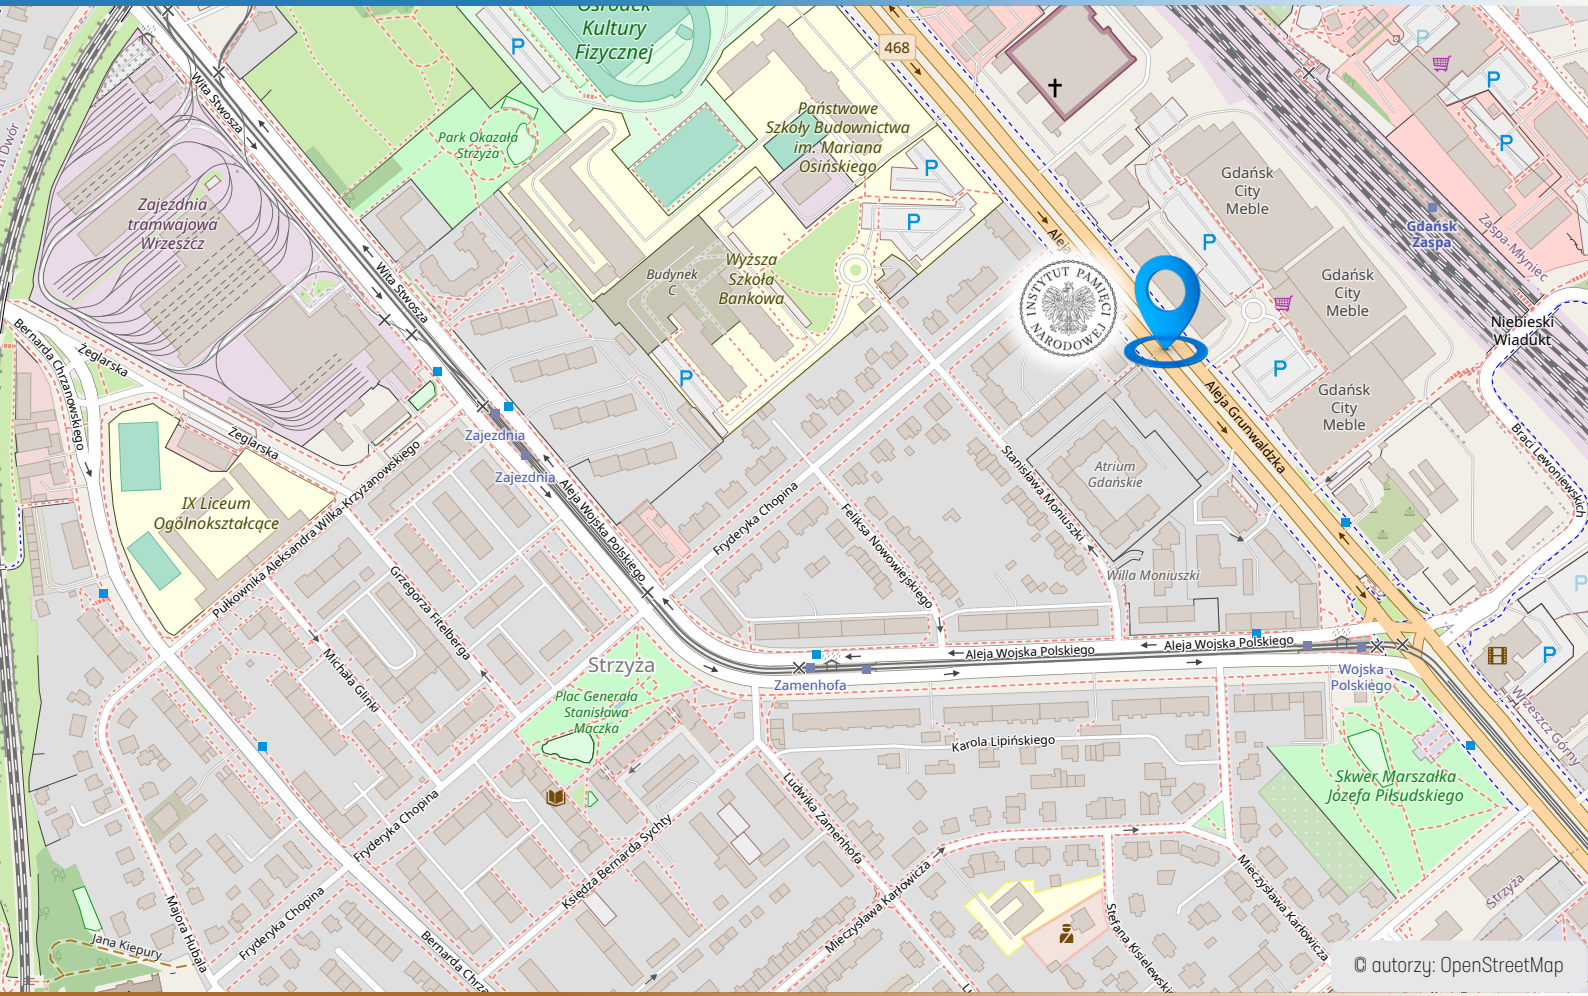 Ośrodek
Kultury
Fizycznej
P
468
Państwowe
Szkoły Budownictwa
im. Mariana
Osińskiego
P
P
P
P
P
Wita Stwosza
Park Okazała
Strzyża
Zajezdnia
tramwajowa
Wrzeszcz
Wita Stwosza
Budynek
C
Wyższa
Szkoła
Bankowa
P
Gdańsk
City
Meble
P
Gdańsk
Zaspa
Zaspa-Młyniec
Aleja
INSTYTUT PAMIĘCI
NARODOWEJ
Gdańsk
City
Meble
Niebieski
Wiadukt
P
Gdańsk
City
Meble
Aleja Grunwaldzka
Braci Lewoniewskich
Bernarda Chrzanowskiego
Żeglarska
Żeglarska
Zajezdnia
Zajezdnia
IX Liceum
Ogólnokształcące
Pułkownika Aleksandra Wilka-Krzyżanowskiego
Aleja Wojska Polskiego
Fryderyka Chopina
Feliksa Nowowiejskiego
Stanisława Moniuszki
Atrium
Gdańskie
Willa Moniuszki
Grzegorza Fitelberga
Michała Glinki
Strzyża
Plac Generała
Stanisława
Maczka
Zamenhofa
Aleja Wojska Polskiego
Aleja Wojska Polskiego
Wojska
Polskiego
P
Wrzeszcz Górny
Karola Lipińskiego
Skwer Marszałka
Józefa Piłsudskiego
Ludwika Zamenhofa
Fryderyka Chopina
Księdza Bernarda Sychty
Mieczysława Karłowicza
Mieczysława Karłowicza
Stefana Kisielewski
Strzyża
Majora Hubala
Jana Kiepury
Fryderyka Chopina
Bernarda Chrza
© autorzy: OpenStreetMap